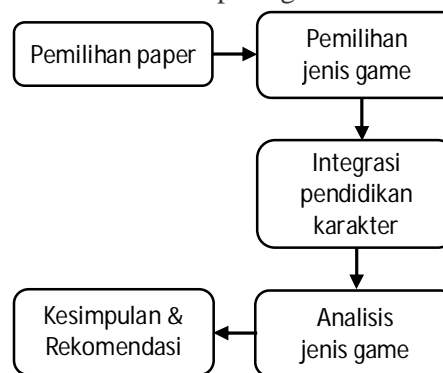 Pemilihan paper
Pemilihan
jenis game
Integrasi
pendidikan
karakter
Analisis
jenis game
Kesimpulan &
Rekomendasi